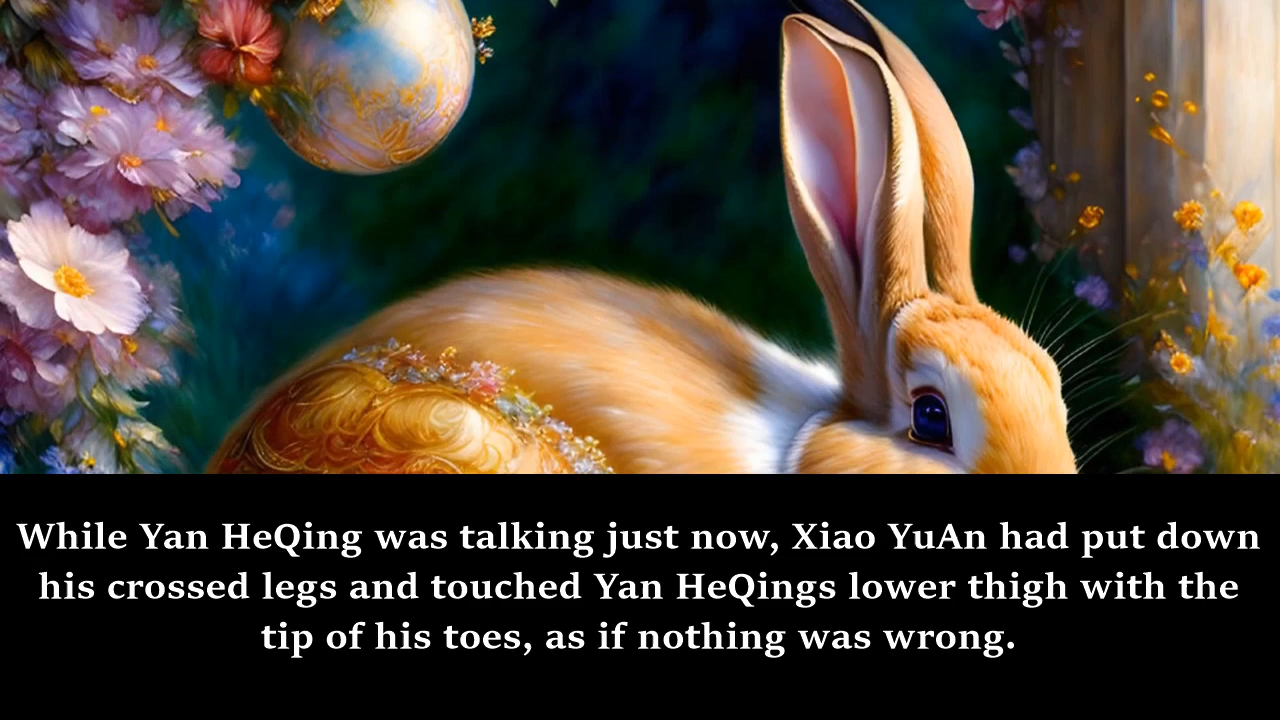 While Yan HeQing was talking just now, Xiao YuAn had put down
his crossed legs and touched Yan HeQings lower thigh with the
tip of his toes, as if nothing was wrong.